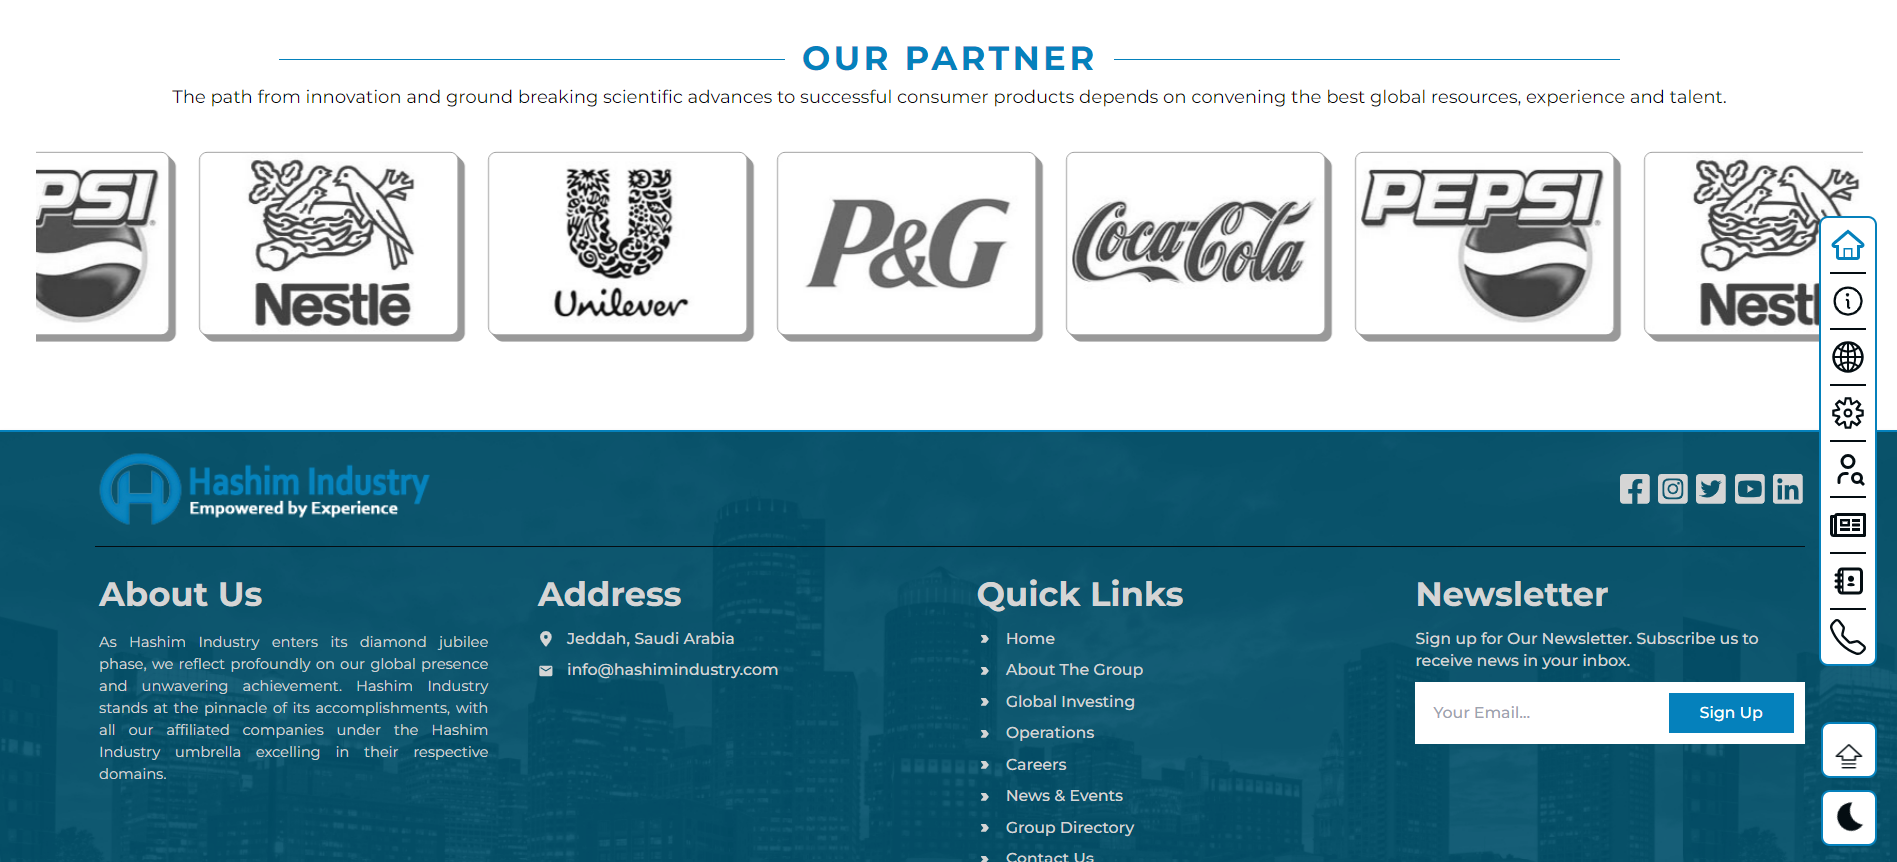 OUR PARTNER
The path from innovation and ground breaking scientific advances to successful consumer products depends on convening the best global resources, experience and talent.
PSI
Nestlé
Unilever
P&G
Coca-Cola
PEPSI
Nestl
Hashim Industry
Empowered by Experience
About Us
As Hashim Industry enters its diamond jubilee
phase, we reflect profoundly on our global presence
and unwavering achievement. Hashim Industry
stands at the pinnacle of its accomplishments, with
all our affiliated companies under the Hashim
Industry umbrella excelling in their respective
domains.
Address
Jeddah, Saudi Arabia
info@hashimindustry.com
Quick Links
Home
About The Group
Global Investing
Operations
Careers
News & Events
Group Directory
Contact Us
Newsletter
Sign up for Our Newsletter. Subscribe us to
receive news in your inbox.
Your Email...
Sign Up